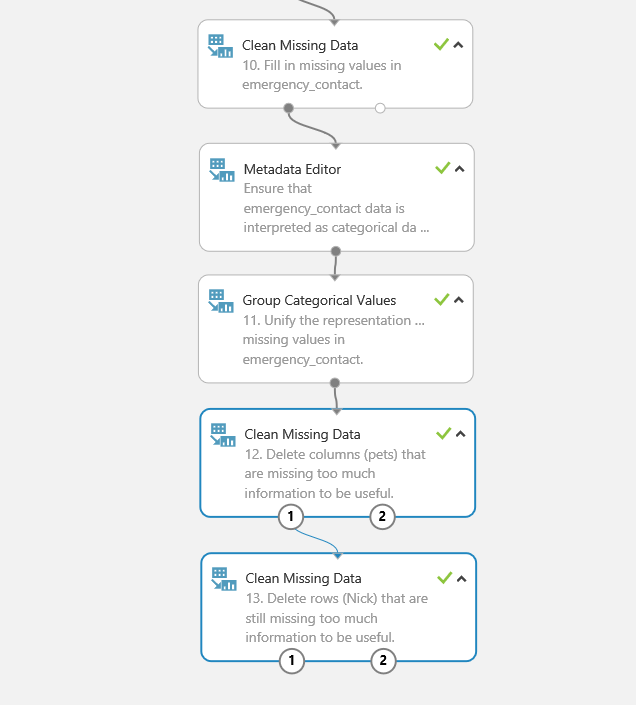 Clean Missing Data
10. Fill in missing values in
emergency_contact.
Metadata Editor
Ensure that
emergency_contact data is
interpreted as categorical da ...
Group Categorical Values
11. Unify the representation ...
missing values in
emergency_contact.
Clean Missing Data
12. Delete columns (pets) that
are missing too much
information to be useful.
1 2
Clean Missing Data
13. Delete rows (Nick) that are
still missing too much
information to be useful.
1 2